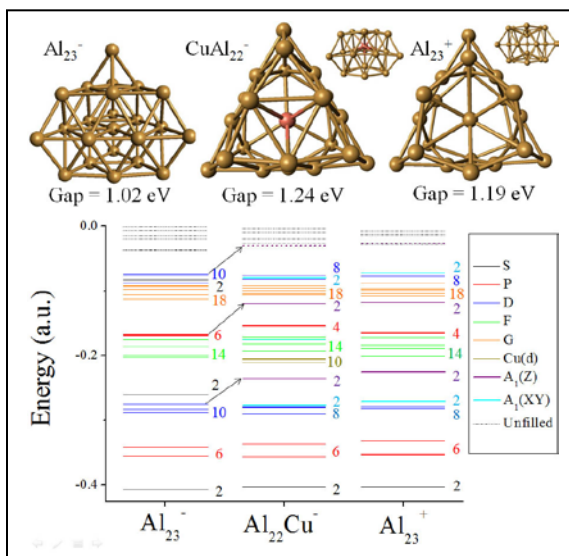 Al23- CuAl22- Al23+
Gap = 1.02 eV Gap = 1.24 eV Gap = 1.19 eV
Energy (a.u.)
0.0
-0.2
-0.4
10
2
18
6
14
2
10
6
2
8
2
18
2
4
14
10
2
2
8
6
2
2
8
18
2
4
14
2
2
8
6
2
S
P
D
F
G
Cu(d)
A1(Z)
A1(XY)
Unfilled
Al23- Al22Cu- Al23+